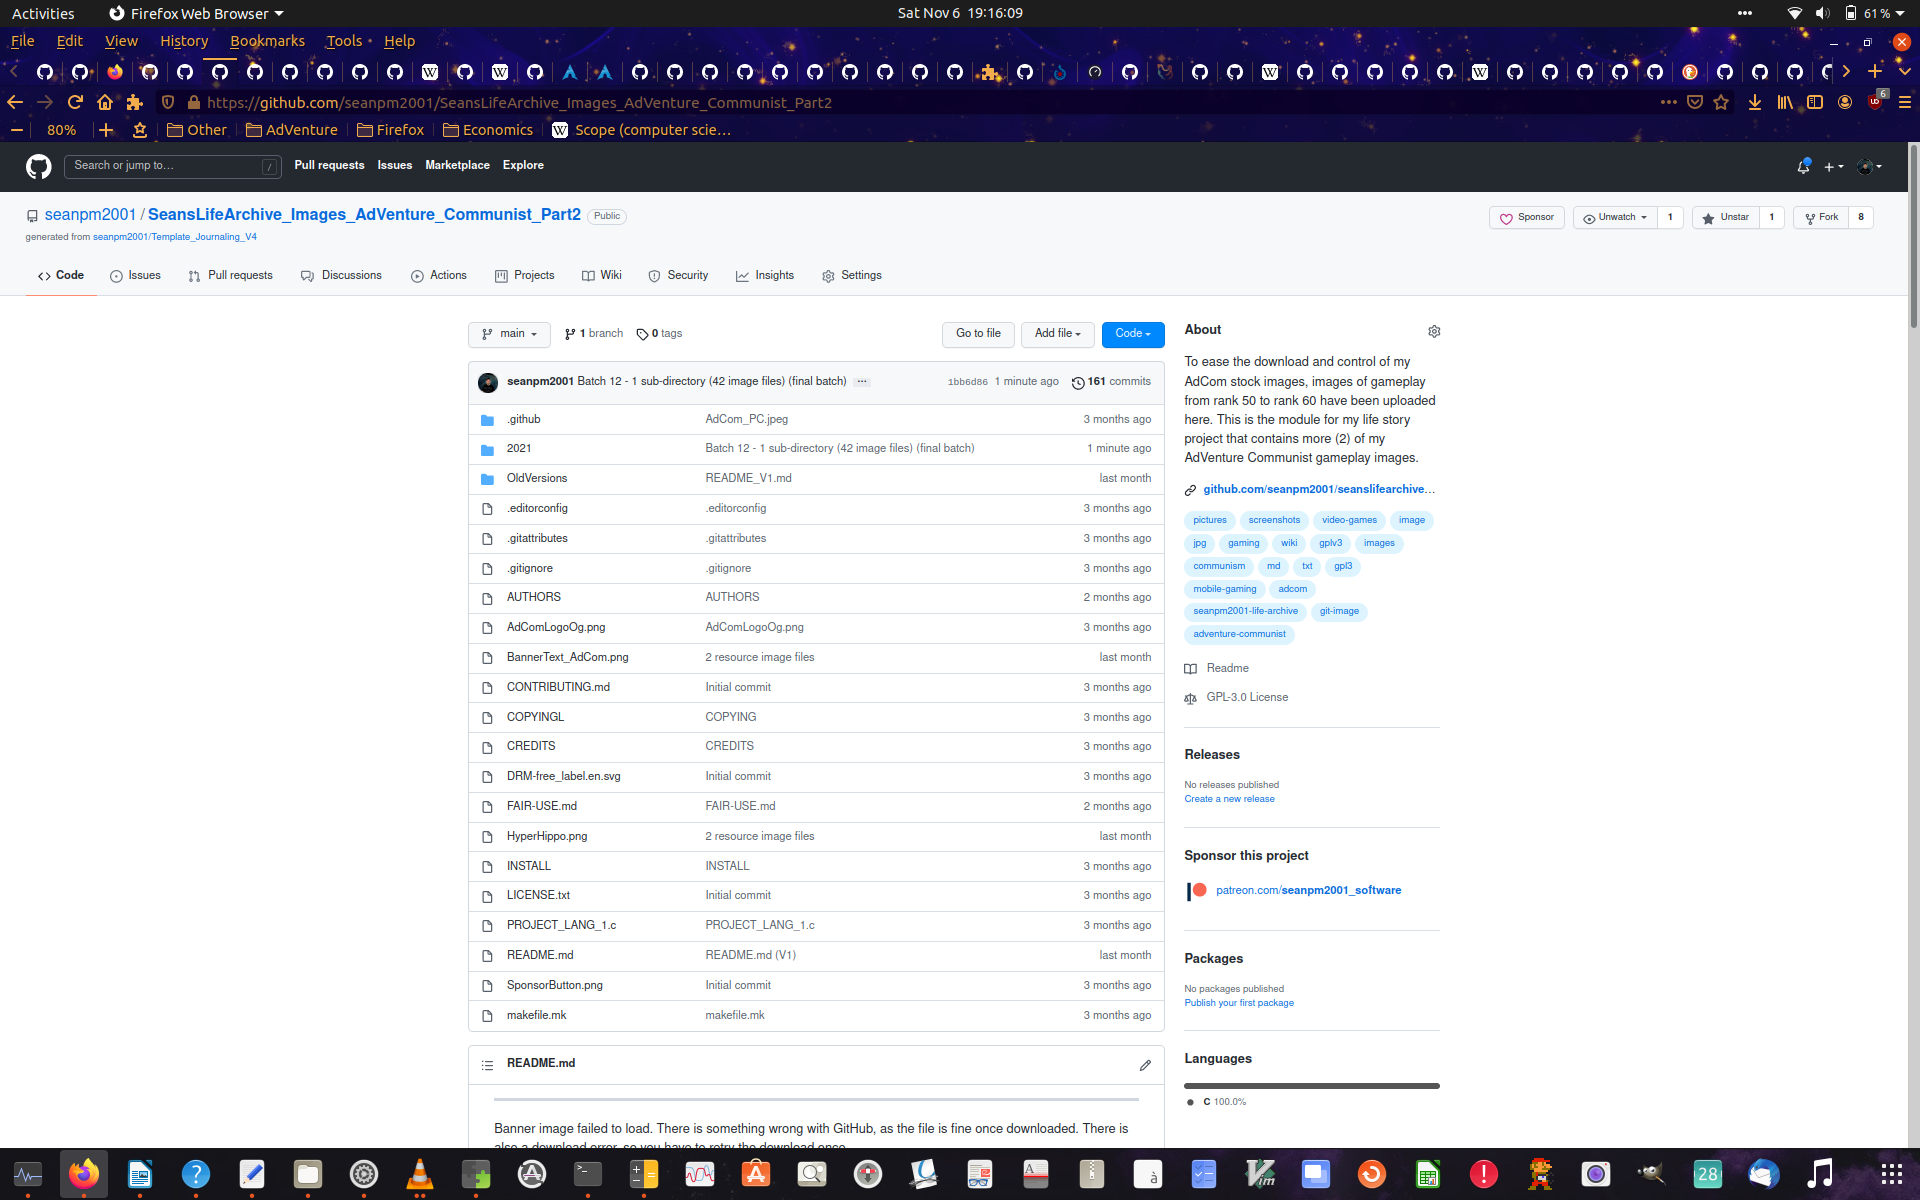 Activities Firefox Web Browser Sat Nov 6 19:16:09 61 %
File Edit View History Bookmarks Tools Help
https://github.com/seanpm2001/SeansLifeArchive_Images_AdVenture_Communist_Part2 6
80% Other AdVenture Firefox Economics Scope (computer scie…
Search or jump to… / Pull requests Issues Marketplace Explore
seanpm2001 / SeansLifeArchive_Images_AdVenture_Communist_Part2 Public
Sponsor Unwatch 1 Unstar 1 Fork 8
generated from seanpm2001/Template_Journaling_V4
Code Issues Pull requests Discussions Actions Projects Wiki Security Insights Settings
main 1 branch 0 tags Go to file Add file Code
seanpm2001 Batch 12 - 1 sub-directory (42 image files) (final batch) ... 1bb6d86 1 minute ago 161 commits
.github AdCom_PC.jpeg 3 months ago
2021 Batch 12 - 1 sub-directory (42 image files) (final batch) 1 minute ago
OldVersions README_V1.md last month
.editorconfig .editorconfig 3 months ago
.gitattributes .gitattributes 3 months ago
.gitignore .gitignore 3 months ago
AUTHORS AUTHORS 2 months ago
AdComLogoOg.png AdComLogoOg.png 3 months ago
BannerText_AdCom.png 2 resource image files last month
CONTRIBUTING.md Initial commit 3 months ago
COPYINGL COPYING 3 months ago
CREDITS CREDITS 3 months ago
DRM-free_label.en.svg Initial commit 3 months ago
FAIR-USE.md FAIR-USE.md 2 months ago
HyperHippo.png 2 resource image files last month
INSTALL INSTALL 3 months ago
LICENSE.txt Initial commit 3 months ago
PROJECT_LANG_1.c PROJECT_LANG_1.c 3 months ago
README.md README.md (V1) last month
SponsorButton.png Initial commit 3 months ago
makefile.mk makefile.mk 3 months ago
README.md
Banner image failed to load. There is something wrong with GitHub, as the file is fine once downloaded. There is
also a download error, so you have to retry the download once
About
To ease the download and control of my
AdCom stock images, images of gameplay
from rank 50 to rank 60 have been uploaded
here. This is the module for my life story
project that contains more (2) of my
AdVenture Communist gameplay images.
github.com/seanpm2001/seanslifearchive…
pictures screenshots video-games image
jpg gaming wiki gplv3 images
communism md txt gpl3
mobile-gaming adcom
seanpm2001-life-archive git-image
adventure-communist
Readme
GPL-3.0 License
Releases
No releases published
Create a new release
Sponsor this project
patreon.com/seanpm2001_software
Packages
No packages published
Publish your first package
Languages
C 100.0%
28